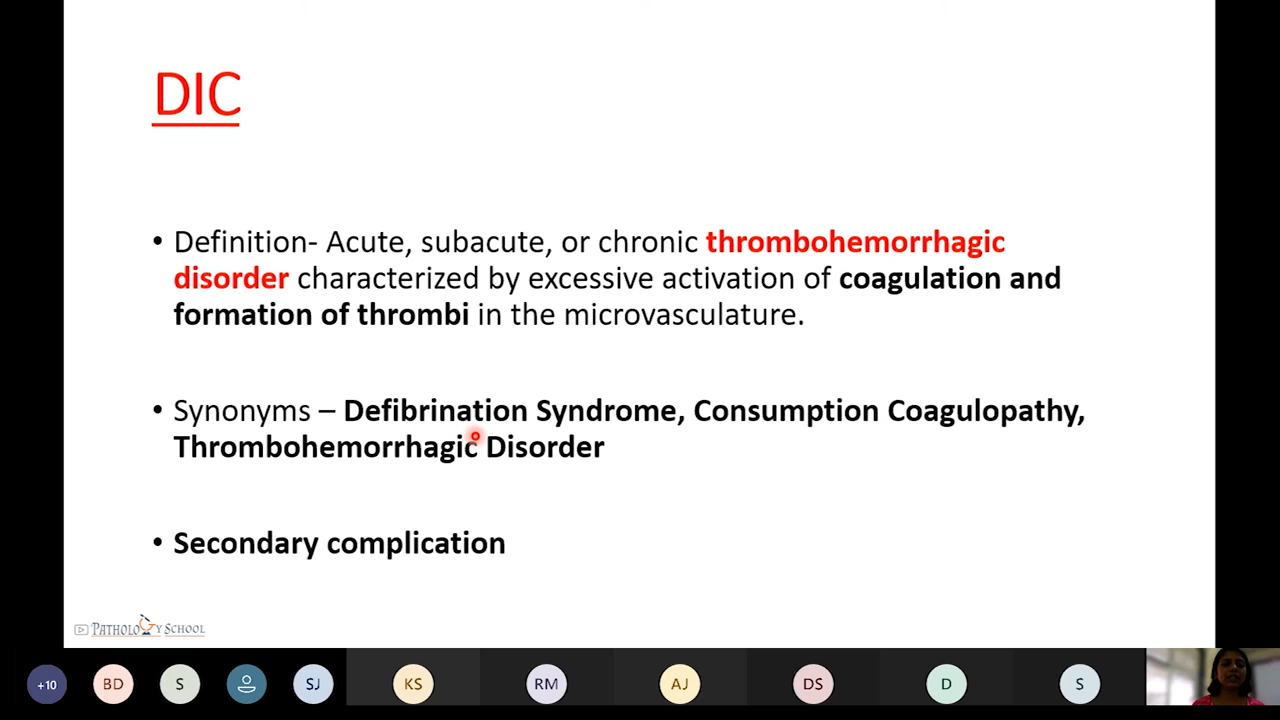 DIC
• Definition- Acute, subacute, or chronic thrombohemorrhagic
disorder characterized by excessive activation of coagulation and
formation of thrombi in the microvasculature.
• Synonyms – Defibrination Syndrome, Consumption Coagulopathy,
Thrombohemorrhagic Disorder
• Secondary complication
PATHOLOGY SCHOOL
+10 BD S SJ KS RM AJ DS D S